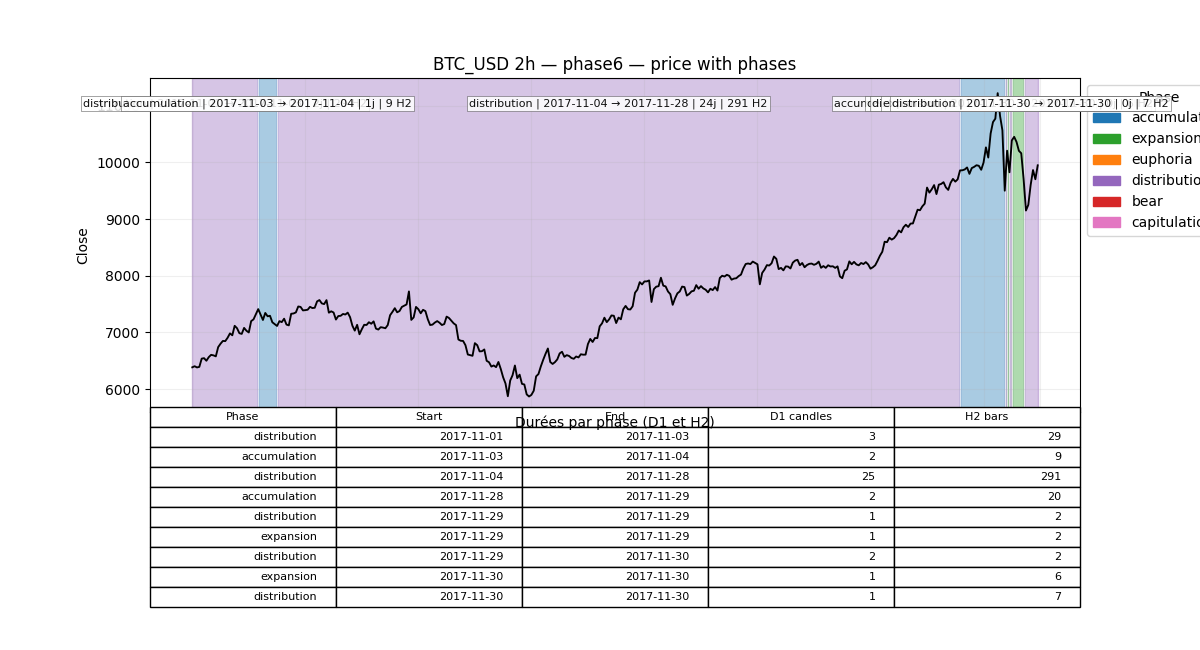 BTC_USD 2h — phase6 — price with phases
accumulation | 2017-11-03 → 2017-11-04 | 1j | 9 H2
distribution | 2017-11-04 → 2017-11-28 | 24j | 291 H2
distribution | 2017-11-30 → 2017-11-30 | 0j | 7 H2
Phase
accumulat
expansion
euphoria
distributio
bear
capitulatio
Close
10000
9000
8000
7000
6000
Durées par phase (D1 et H2)
Phase Start End D1 candles H2 bars
distribution 2017-11-01 2017-11-03 3 29
accumulation 2017-11-03 2017-11-04 2 9
distribution 2017-11-04 2017-11-28 25 291
accumulation 2017-11-28 2017-11-29 2 20
distribution 2017-11-29 2017-11-29 1 2
expansion 2017-11-29 2017-11-29 1 2
distribution 2017-11-29 2017-11-30 2 2
expansion 2017-11-30 2017-11-30 1 6
distribution 2017-11-30 2017-11-30 1 7